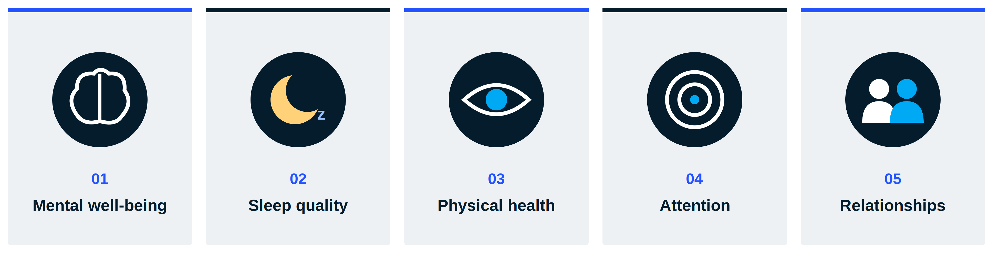 z
01
Mental well-being
02
Sleep quality
03
Physical health
04
Attention
05
Relationships